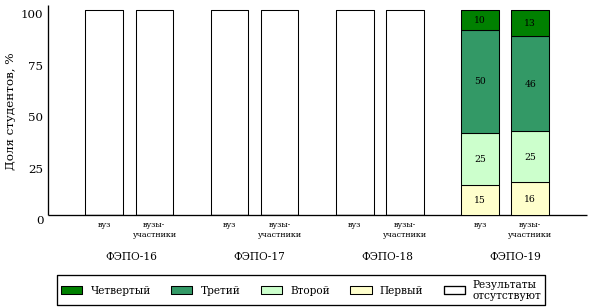 Доля студентов, %
100
75
50
25
0
10
50
25
15
13
46
25
16
вуз
вузы-
участники
вуз
вузы-
участники
вуз
вузы-
участники
вуз
вузы-
участники
ФЭПО-16
ФЭПО-17
ФЭПО-18
ФЭПО-19
Четвертый
Третий
Второй
Первый
Результаты
отсутствуют